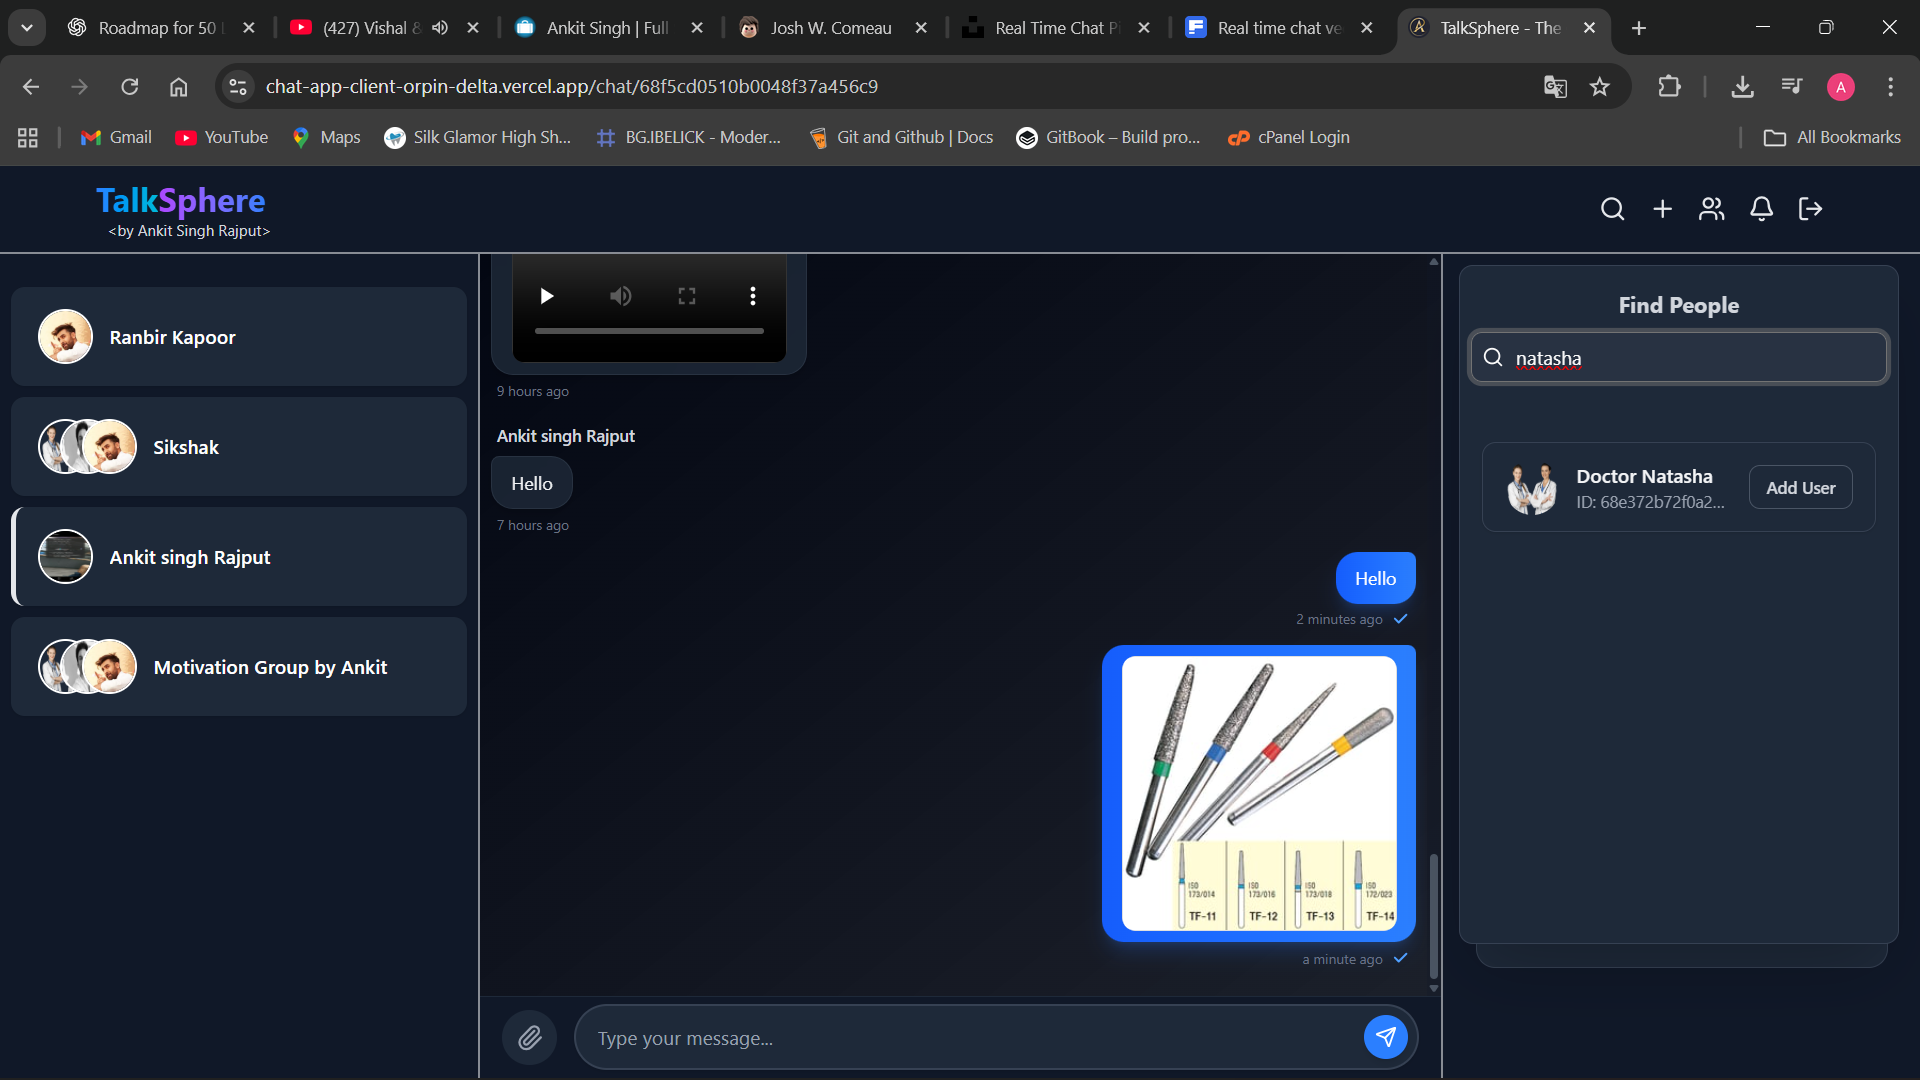 Roadmap for 50
(427) Vishal &
Ankit Singh | Full
Josh W. Comeau
Real Time Chat P
Real time chat ve
TalkSphere - The
chat-app-client-orpin-delta.vercel.app/chat/68f5cd0510b0048f37a456c9
A
Gmail
YouTube
Maps
Silk Glamor High Sh...
BG.IBELICK - Moder...
Git and Github | Docs
GitBook – Build pro...
cPanel Login
All Bookmarks
TalkSphere
<by Ankit Singh Rajput>
Ranbir Kapoor
Sikshak
Ankit singh Rajput
Motivation Group by Ankit
9 hours ago
Ankit singh Rajput
Hello
7 hours ago
Hello
2 minutes ago
ISO 173/014
TF-11
ISO 173/016
TF-12
ISO 173/018
TF-13
ISO 172/023
TF-14
a minute ago
Type your message...
Find People
natasha
Doctor Natasha
ID: 68e372b72f0a2...
Add User